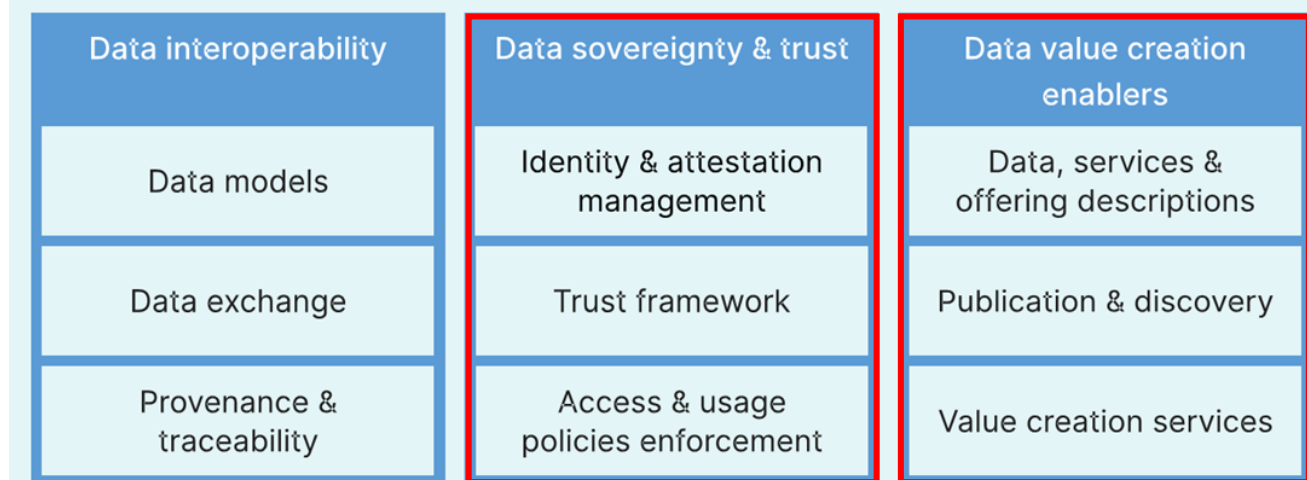 Data interoperability
Data models
Data exchange
Provenance &
traceability
Data sovereignty & trust
Identity & attestation
management
Trust framework
Access & usage
policies enforcement
Data value creation
enablers
Data, services &
offering descriptions
Publication & discovery
Value creation services